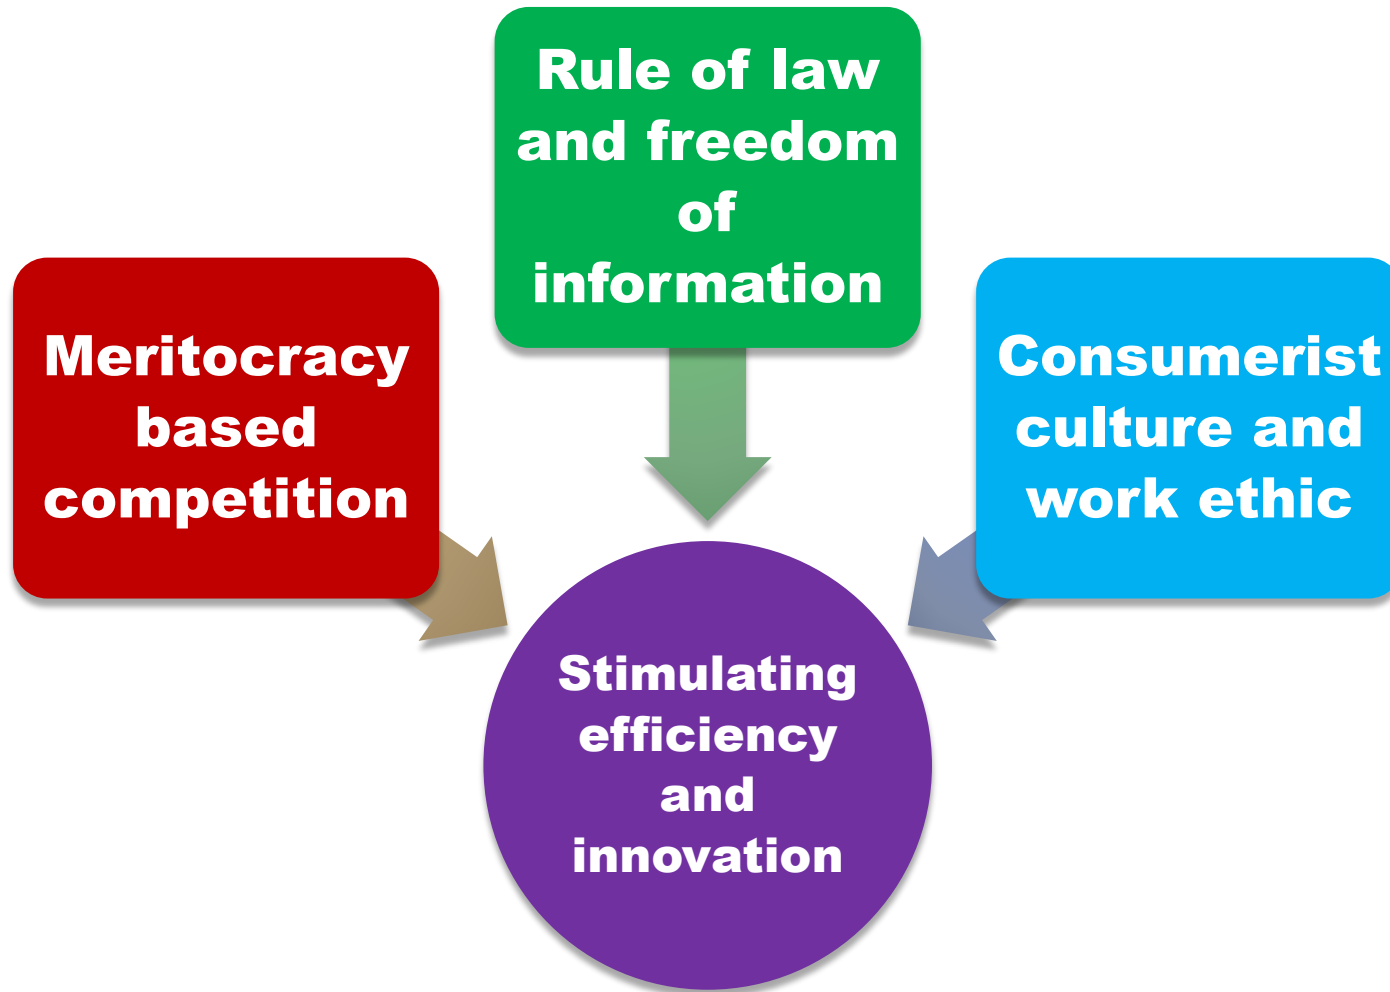 Rule of law
and freedom
of
information
Meritocracy
based
competition
Consumerist
culture and
work ethic
Stimulating
efficiency
and
innovation